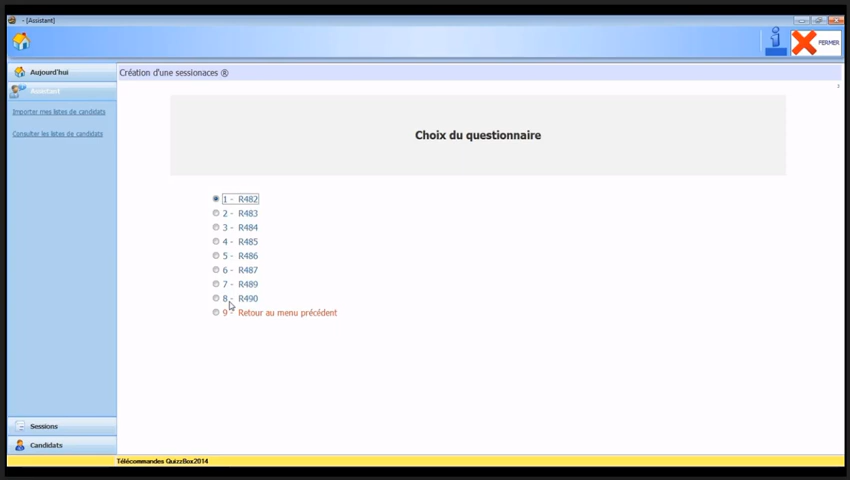 - [Assistant]
FERMER
Aujourd'hui
Assistant
Importer mes listes de candidats
Consulter les listes de candidats
Création d'une sessionaces ®
Choix du questionnaire
1 - R482
2 - R483
3 - R484
4 - R485
5 - R486
6 - R487
7 - R489
8 - R490
9 - Retour au menu précédent
Sessions
Candidats
Télécommandes QuizzBox2014